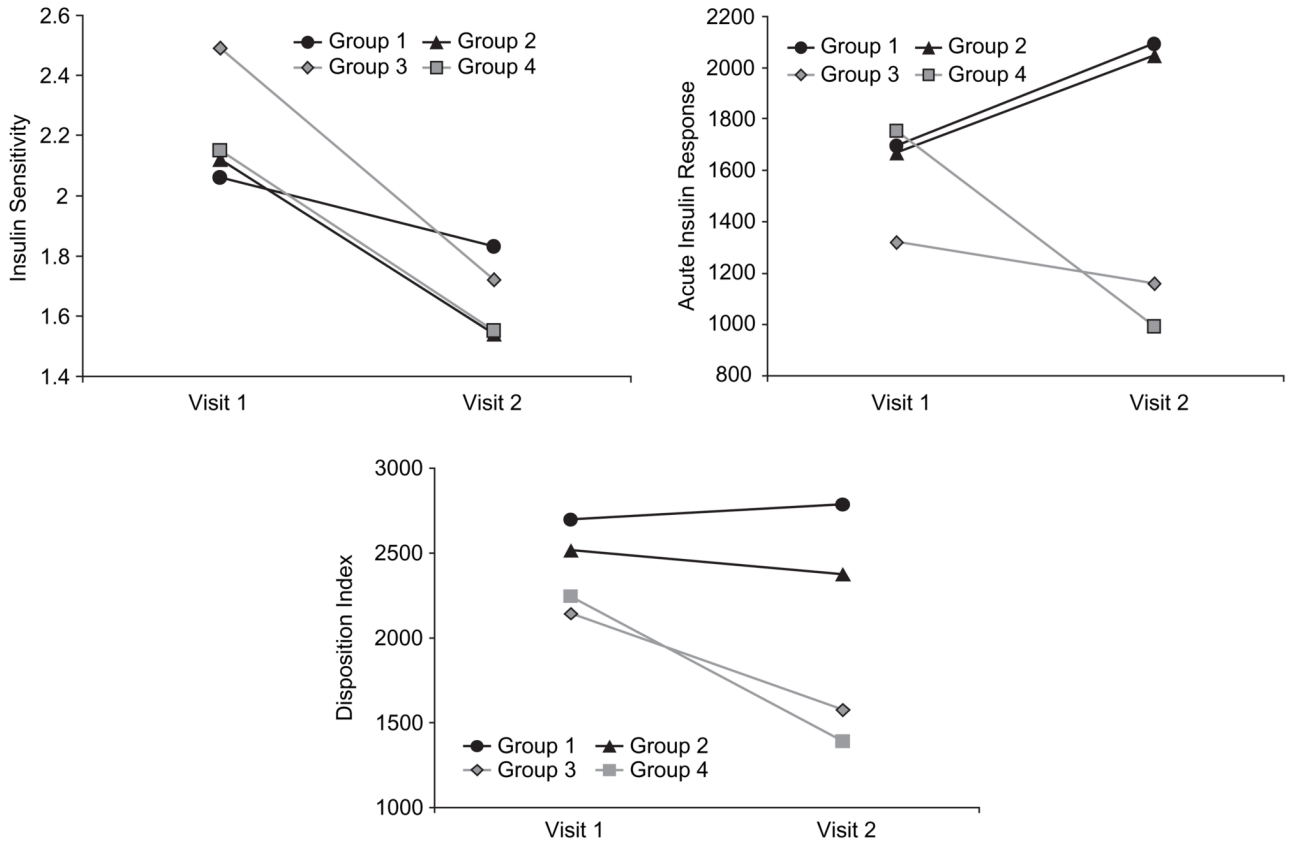 2.6
2.4
2.2
2
1.8
1.6
1.4
Insulin Sensitivity
Group 1 Group 2
Group 3 Group 4
Visit 1 Visit 2
2200
2000
1800
1600
1400
1200
1000
800
Acute Insulin Response
Group 1 Group 2
Group 3 Group 4
Visit 1 Visit 2
3000
2500
2000
1500
1000
Disposition Index
Group 1 Group 2
Group 3 Group 4
Visit 1 Visit 2